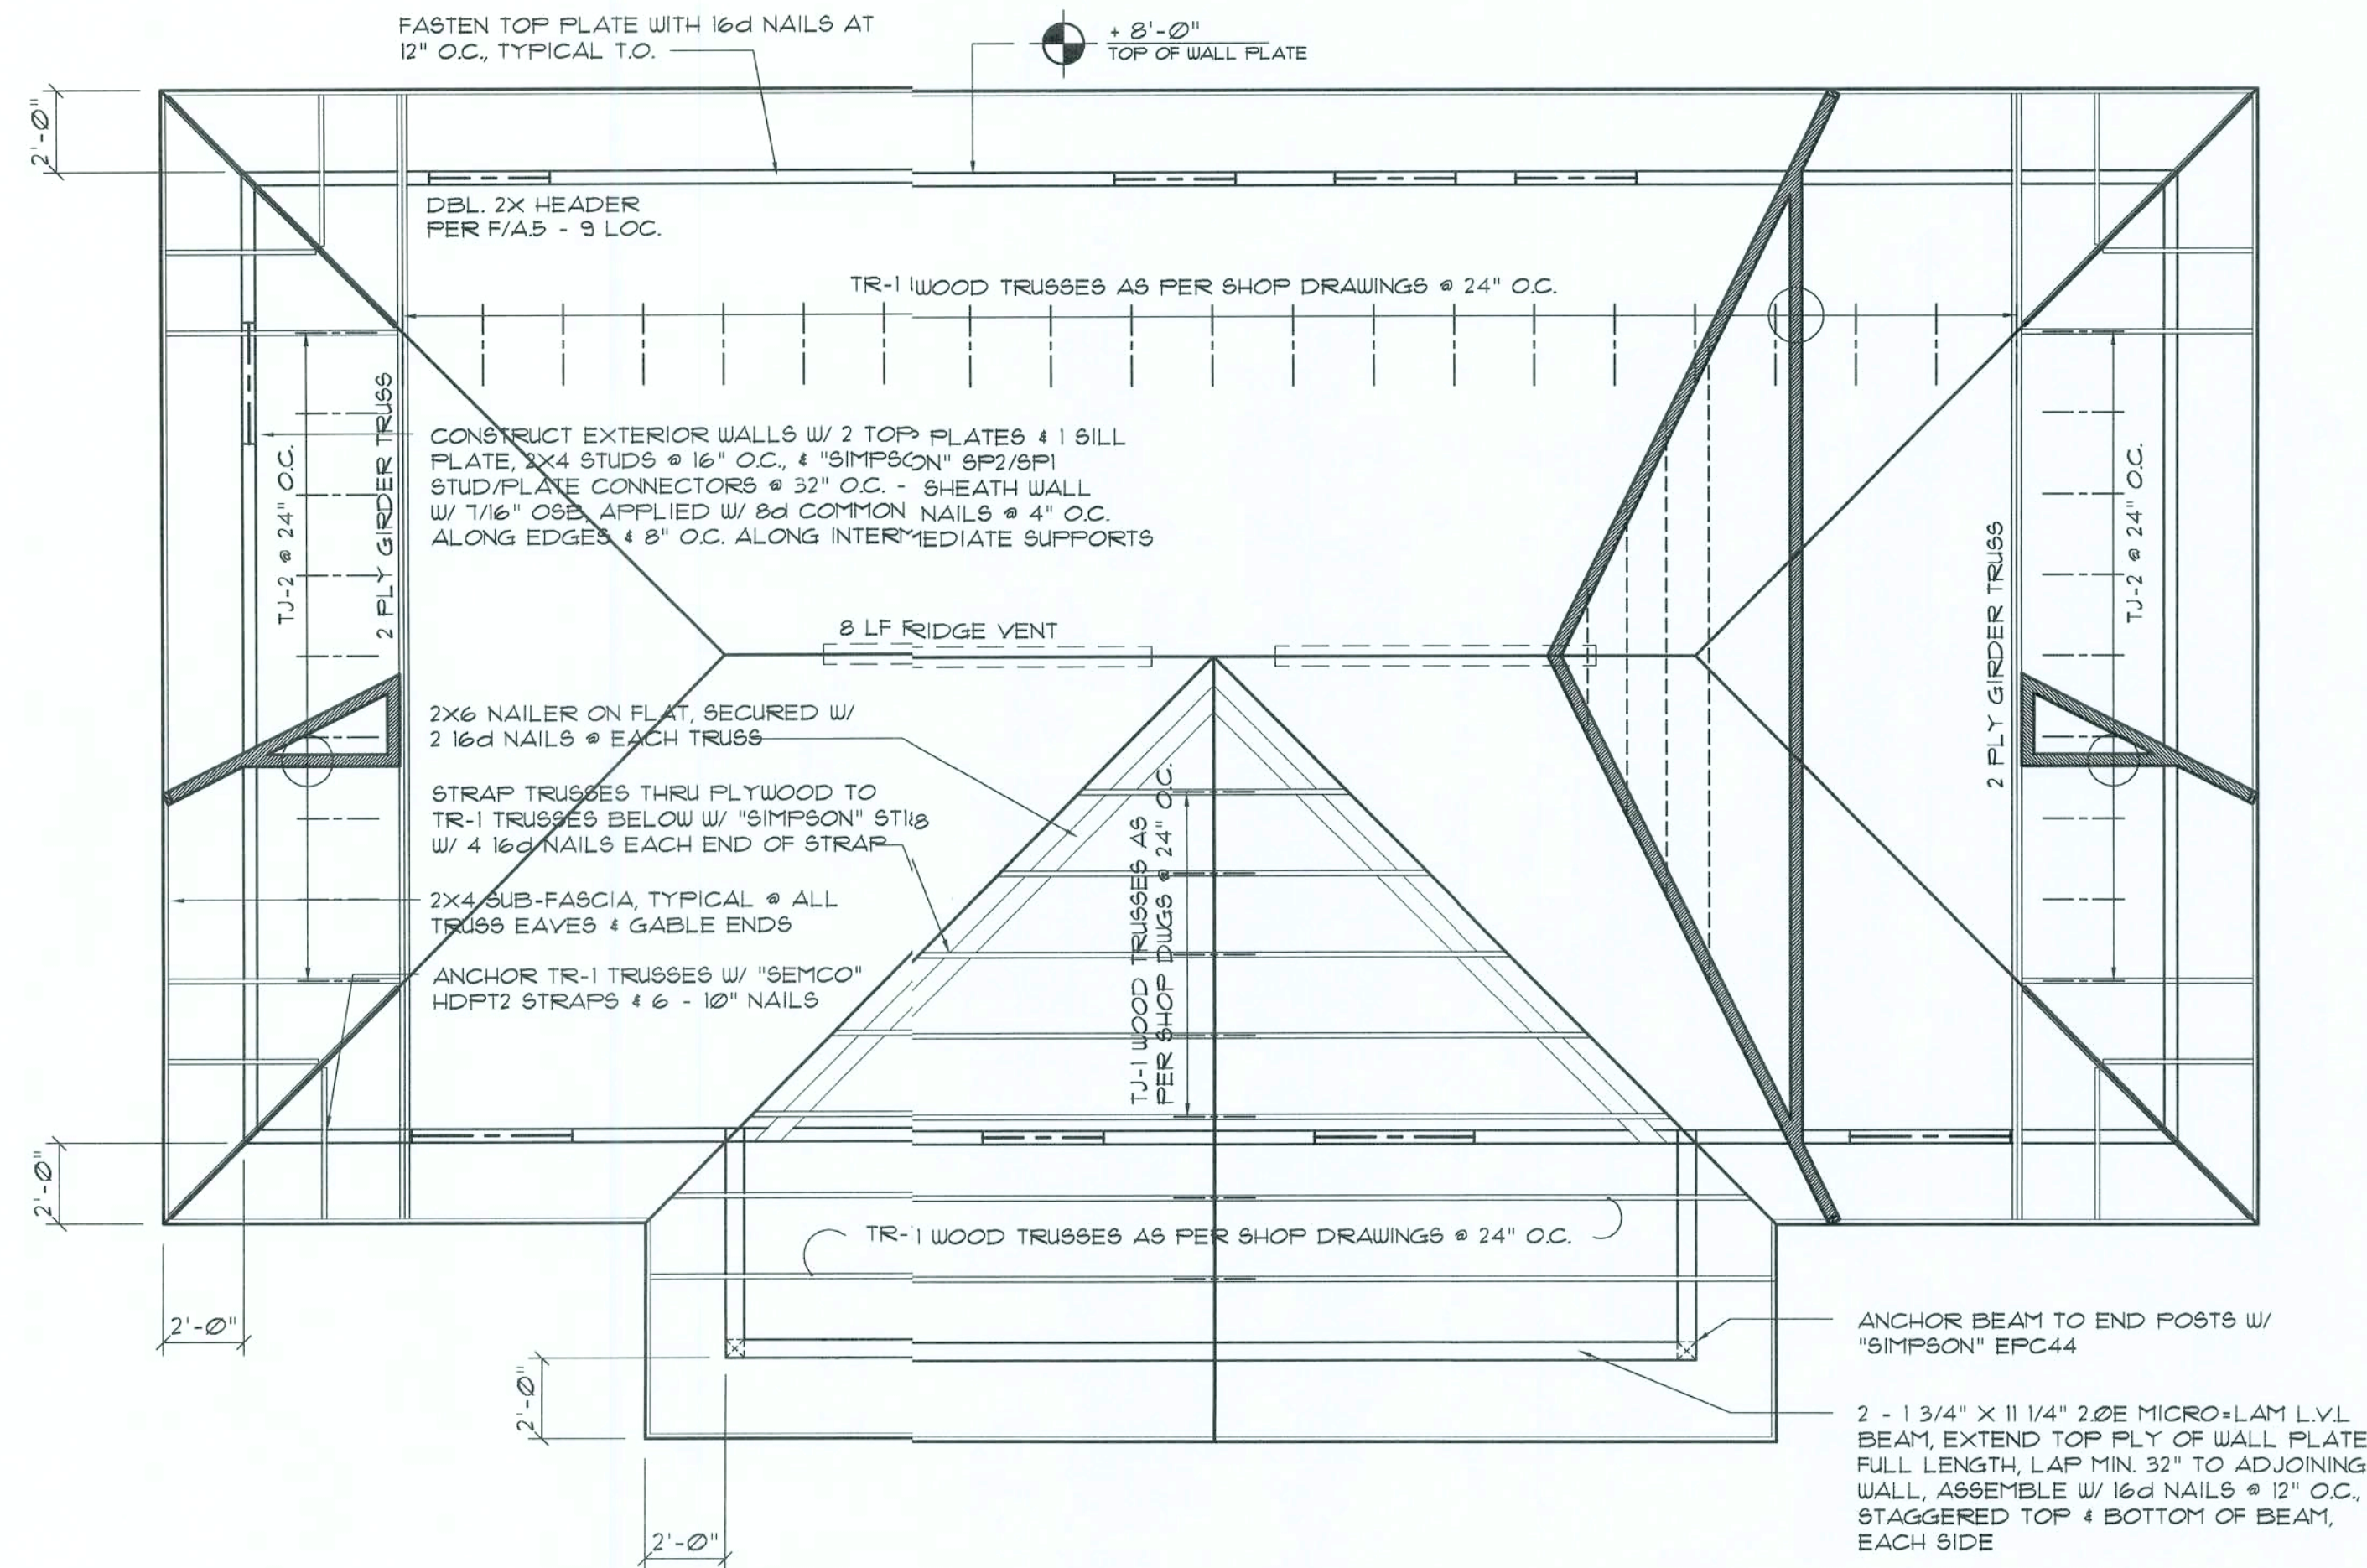 FASTEN TOP PLATE WITH 16d NAILS AT
12" O.C., TYPICAL T.O.
+ 8'-0"
TOP OF WALL PLATE
2'-0"
DBL. 2X HEADER
PER F/A.5 - 9 LOC.
TR-1 WOOD TRUSSES AS PER SHOP DRAWINGS @ 24" O.C.
TJ-2 @ 24" O.C.
2 PLY GIRDER TRUSS
CONSTRUCT EXTERIOR WALLS W/ 2 TOP PLATES & 1 SILL
PLATE, 2X4 STUDS @ 16" O.C., & "SIMPSON" SP2/SP1
STUD/PLATE CONNECTORS @ 32" O.C. - SHEATH WALL
W/ 7/16" OSB, APPLIED W/ 8d COMMON NAILS @ 4" O.C.
ALONG EDGES & 8" O.C. ALONG INTERMEDIATE SUPPORTS
2 PLY GIRDER TRUSS
TJ-2 @ 24" O.C.
8 LF RIDGE VENT
2X6 NAILER ON FLAT, SECURED W/
2 16d NAILS @ EACH TRUSS
STRAP TRUSSES THRU PLYWOOD TO
TR-1 TRUSSES BELOW W/ "SIMPSON" ST18
W/ 4 16d NAILS EACH END OF STRAP
2X4 SUB-FASCIA, TYPICAL @ ALL
TRUSS EAVES & GABLE ENDS
ANCHOR TR-1 TRUSSES W/ "SEMCO"
HDPT2 STRAPS & 6 - 10" NAILS
TJ-1 WOOD TRUSSES AS
PER SHOP DWGS @ 24" O.C.
2'-0"
TR-1 WOOD TRUSSES AS PER SHOP DRAWINGS @ 24" O.C.
2'-0"
2'-0"
2'-0"
ANCHOR BEAM TO END POSTS W/
"SIMPSON" EPC44
2 - 1 3/4" X 11 1/4" 2.0E MICRO=LAM L.V.L
BEAM, EXTEND TOP PLY OF WALL PLATE
FULL LENGTH, LAP MIN. 32" TO ADJOINING
WALL, ASSEMBLE W/ 16d NAILS @ 12" O.C.,
STAGGERED TOP & BOTTOM OF BEAM,
EACH SIDE